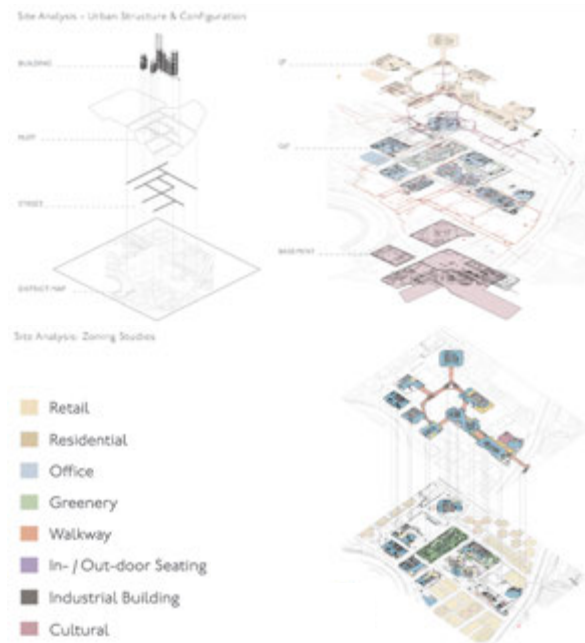 Site Analysis - Urban Structure & Configuration
BUILDING
PLOT
STREET
DISTRICT MAP
BASEMENT
Site Analysis: Zoning Studies
Retail
Residential
Office
Greenery
Walkway
In- / Out-door Seating
Industrial Building
Cultural